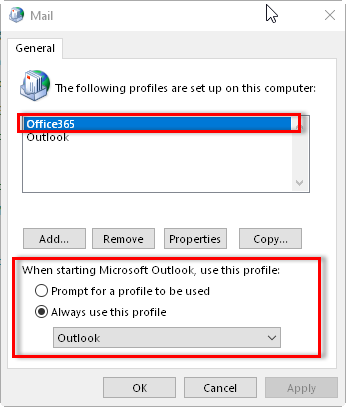 Mail
General
The following profiles are set up on this computer:
Office365
Outlook
Add... Remove Properties Copy...
When starting Microsoft Outlook, use this profile:
Prompt for a profile to be used
Always use this profile
Outlook
OK Cancel Apply